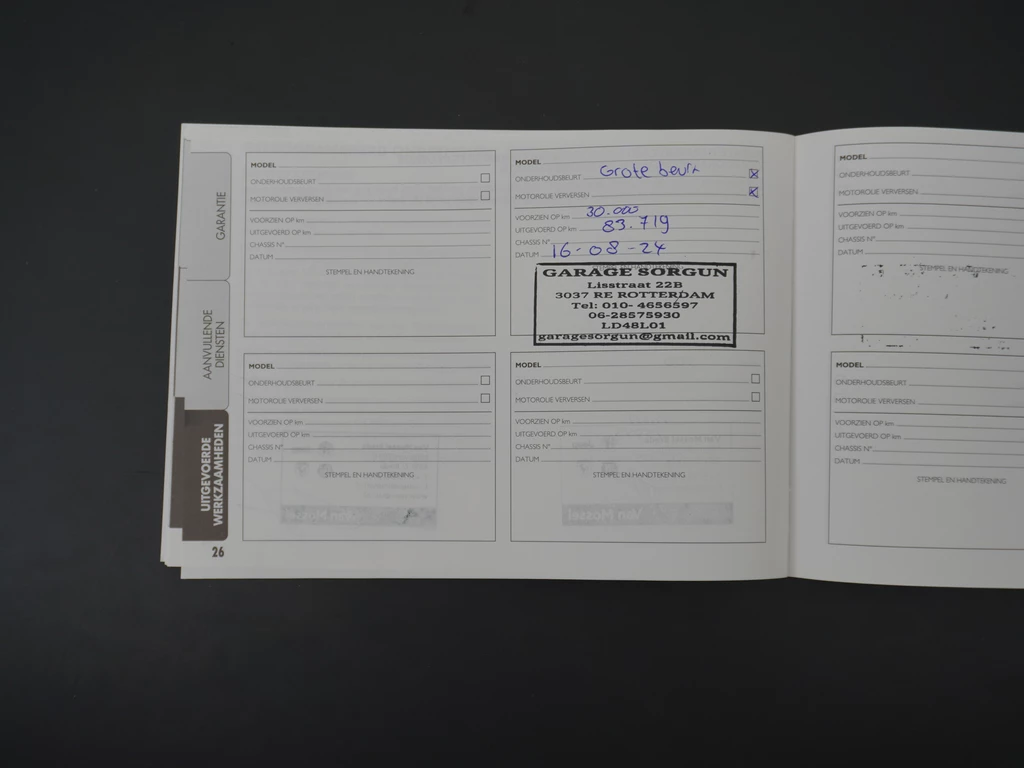 GARANTIE
AANVULLENDE
DIENSTEN
UITGEVOERDE
WERKZAAMHEDEN
26
MODEL
ONDERHOUDSBEURT
MOTOROLIE VERVERSEN
VOORZIEN OP km
UITGEVOERD OP km
CHASSIS N°
DATUM
STEMPEL EN HANDTEKENING
MODEL
ONDERHOUDSBEURT Grote beurt
MOTOROLIE VERVERSEN
VOORZIEN OP km 30.000
UITGEVOERD OP km 83.719
CHASSIS N°
DATUM 16-08-24
GARAGE SORGUN
Lisstraat 22B
3037 RE ROTTERDAM
Tel: 010- 4656597
06-28575930
LD48L01
garagesorgun@gmail.com
MODEL
ONDERHOUDSBEURT
MOTOROLIE VERVERSEN
VOORZIEN OP km
UITGEVOERD OP km
CHASSIS N°
DATUM
STEMPEL EN HANDTEKENING
MODEL
ONDERHOUDSBEURT
MOTOROLIE VERVERSEN
VOORZIEN OP km
UITGEVOERD OP km
CHASSIS N°
DATUM
STEMPEL EN HANDTEKENING
MODEL
ONDERHOUDSBEURT
MOTOROLIE VERVERSEN
VOORZIEN OP km
UITGEVOERD OP km
CHASSIS N°
DATUM
STEMPEL EN HANDTEKENING
MODEL
ONDERHOUDSBEURT
MOTOROLIE VERVERSEN
VOORZIEN OP km
UITGEVOERD OP km
CHASSIS N°
DATUM
STEMPEL EN HANDTEKENING